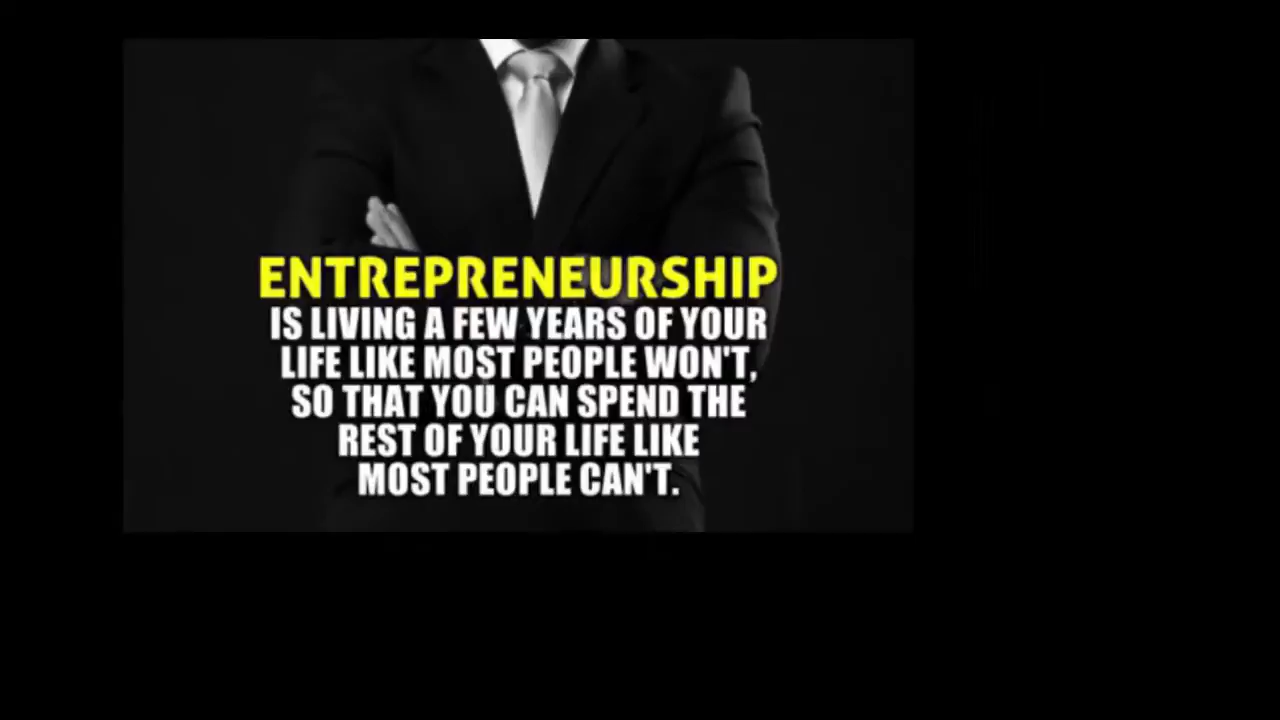 ENTREPRENEURSHIP
IS LIVING A FEW YEARS OF YOUR
LIFE LIKE MOST PEOPLE WON'T,
SO THAT YOU CAN SPEND THE
REST OF YOUR LIFE LIKE
MOST PEOPLE CAN'T.